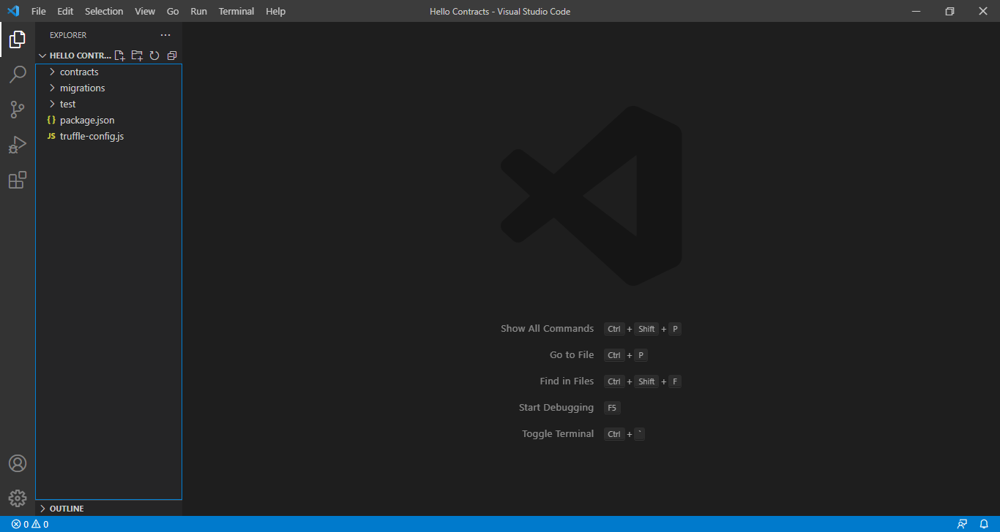 File Edit Selection View Go Run Terminal Help
Hello Contracts - Visual Studio Code
EXPLORER
HELLO CONTR...
contracts
migrations
test
{} package.json
JS truffle-config.js
Show All Commands Ctrl + Shift + P
Go to File Ctrl + P
Find in Files Ctrl + Shift + F
Start Debugging F5
Toggle Terminal Ctrl + `
OUTLINE
0 0